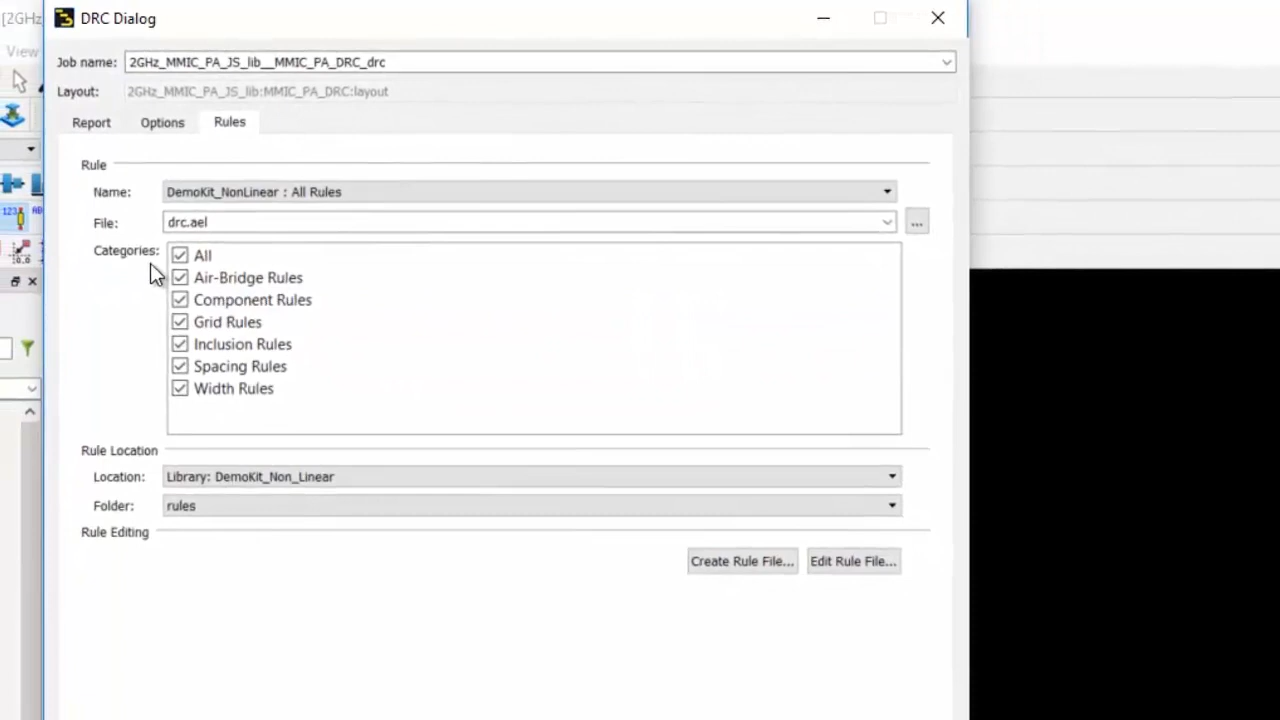 [2GHz
DRC Dialog
View
Job name: 2GHz_MMIC_PA_JS_lib__MMIC_PA_DRC_drc
Layout: 2GHz_MMIC_PA_JS_lib:MMIC_PA_DRC:layout
Report Options Rules
Rule
Name: DemoKit_NonLinear : All Rules
File: drc.ael ...
Categories: All
Air-Bridge Rules
Component Rules
Grid Rules
Inclusion Rules
Spacing Rules
Width Rules
Rule Location
Location: Library: DemoKit_Non_Linear
Folder: rules
Rule Editing
Create Rule File... Edit Rule File...